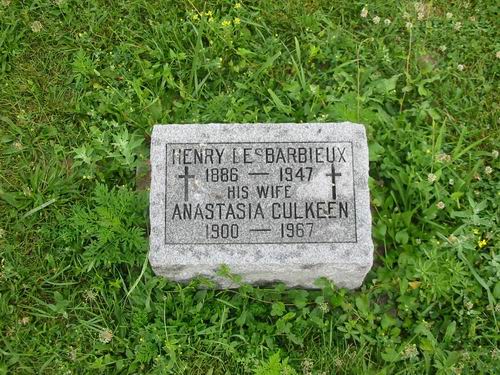 HENRY LESBARBIEUX
1886 — 1947
HIS WIFE
ANASTASIA CULKEEN
1900 — 1967